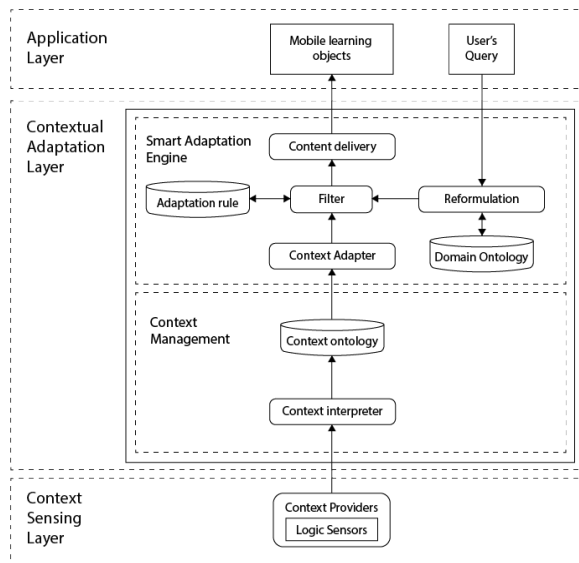 Application
Layer
Mobile learning
objects
User's
Query
Contextual
Adaptation
Layer
Smart Adaptation
Engine
Content delivery
Adaptation rule
Filter
Reformulation
Context Adapter
Domain Ontology
Context
Management
Context ontology
Context interpreter
Context
Sensing
Layer
Context Providers
Logic Sensors